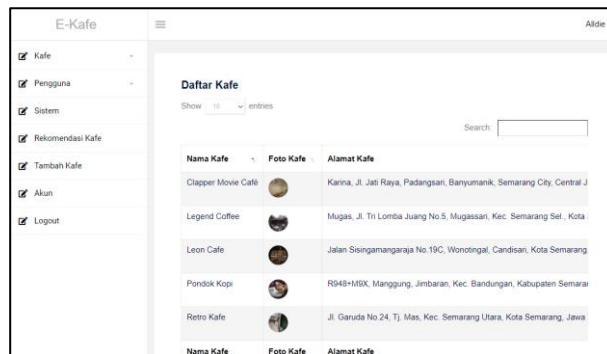 E-Kafe
Alldie
Kafe
Pengguna
Sistem
Rekomendasi Kafe
Tambah Kafe
Akun
Logout
Daftar Kafe
Show 10 entries
Search:
Nama Kafe Foto Kafe Alamat Kafe
Clapper Movie Café Karina, Jl. Jati Raya, Padangsari, Banyumanik, Semarang City, Central J
Legend Coffee Mugas, Jl. Tri Lomba Juang No.5, Mugassari, Kec. Semarang Sel., Kota
Leon Cafe Jalan Sisingamangaraja No.19C, Wonotingal, Candisari, Kota Semarang,
Pondok Kopi R948+M9X, Manggung, Jimbaran, Kec. Bandungan, Kabupaten Semaran
Retro Kafe Jl. Garuda No.24, Tj. Mas, Kec. Semarang Utara, Kota Semarang, Jawa
Nama Kafe Foto Kafe Alamat Kafe